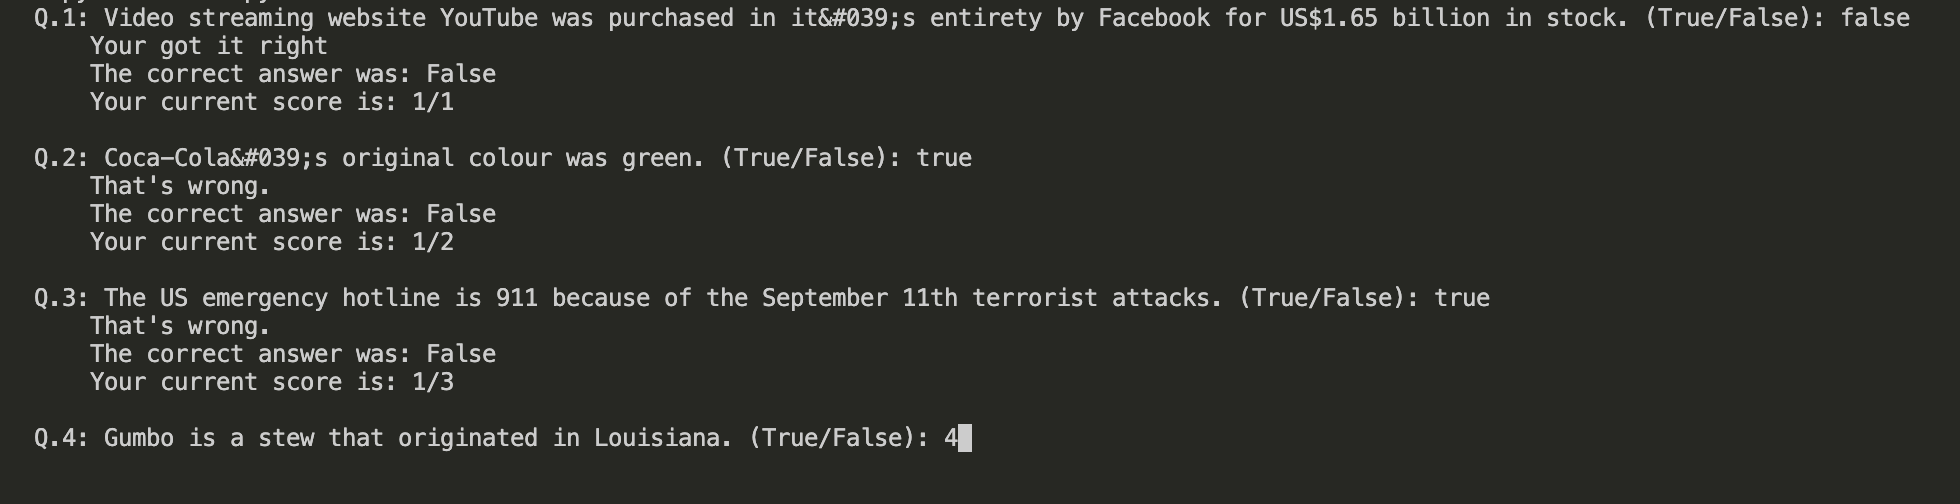 Q.1: Video streaming website YouTube was purchased in it&#039;s entirety by Facebook for US$1.65 billion in stock. (True/False): false
Your got it right
The correct answer was: False
Your current score is: 1/1
Q.2: Coca-Cola&#039;s original colour was green. (True/False): true
That's wrong.
The correct answer was: False
Your current score is: 1/2
Q.3: The US emergency hotline is 911 because of the September 11th terrorist attacks. (True/False): true
That's wrong.
The correct answer was: False
Your current score is: 1/3
Q.4: Gumbo is a stew that originated in Louisiana. (True/False): 4